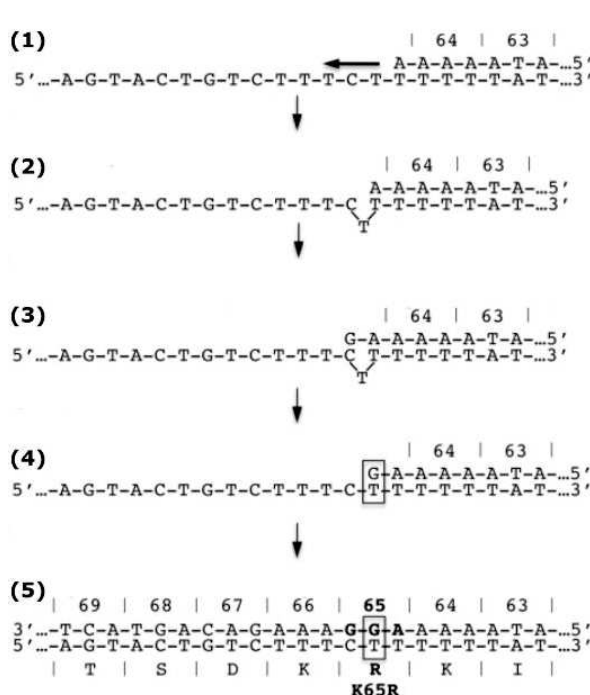 (1)
| 64 | 63 |
A-A-A-A-A-T-A-…5′
5′…-A-G-T-A-C-T-G-T-C-T-T-T-C-T-T-T-T-T-T-A-T-…3′
(2)
| 64 | 63 |
A-A-A-A-A-T-A-…5′
5′…-A-G-T-A-C-T-G-T-C-T-T-T-C T-T-T-T-T-A-T-…3′
T
(3)
| 64 | 63 |
G-A-A-A-A-A-T-A-…5′
5′…-A-G-T-A-C-T-G-T-C-T-T-T-C T-T-T-T-T-A-T-…3′
T
(4)
| 64 | 63 |
G-A-A-A-A-A-T-A-…5′
5′…-A-G-T-A-C-T-G-T-C-T-T-T-C-T-T-T-T-T-T-A-T-…3′
(5)
| 69 | 68 | 67 | 66 | 65 | 64 | 63 |
3′…-T-C-A-T-G-A-C-A-G-A-A-A-G-G-A-A-A-A-A-T-A-…5′
5′…-A-G-T-A-C-T-G-T-C-T-T-T-C-T-T-T-T-T-T-A-T-…3′
| T | S | D | K | R | K | I |
K65R